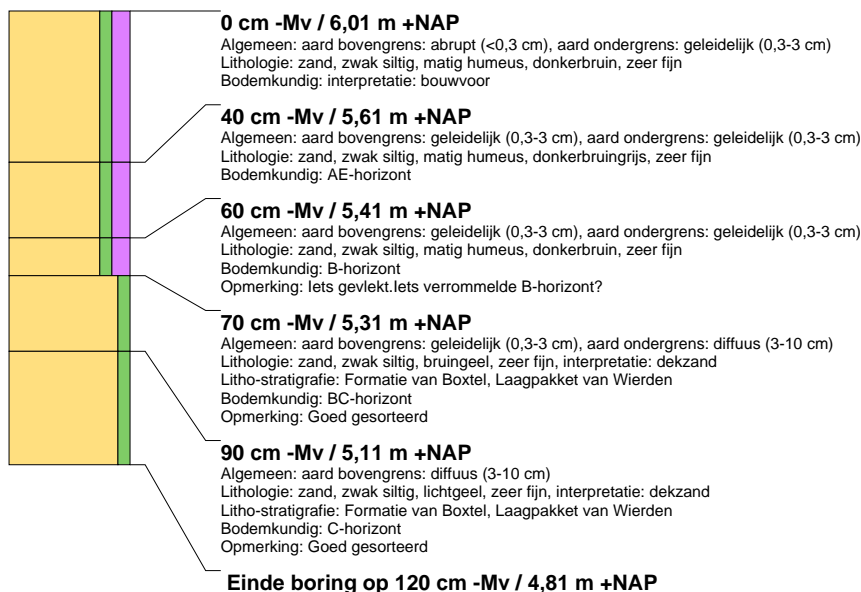 0 cm -Mv / 6,01 m +NAP
Algemeen: aard bovengrens: abrupt (<0,3 cm), aard ondergrens: geleidelijk (0,3-3 cm)
Lithologie: zand, zwak siltig, matig humeus, donkerbruin, zeer fijn
Bodemkundig: interpretatie: bouwvoor
40 cm -Mv / 5,61 m +NAP
Algemeen: aard bovengrens: geleidelijk (0,3-3 cm), aard ondergrens: geleidelijk (0,3-3 cm)
Lithologie: zand, zwak siltig, matig humeus, donkerbruingrijs, zeer fijn
Bodemkundig: AE-horizont
60 cm -Mv / 5,41 m +NAP
Algemeen: aard bovengrens: geleidelijk (0,3-3 cm), aard ondergrens: geleidelijk (0,3-3 cm)
Lithologie: zand, zwak siltig, matig humeus, donkerbruin, zeer fijn
Bodemkundig: B-horizont
Opmerking: Iets gevlekt.Iets verrommelde B-horizont?
70 cm -Mv / 5,31 m +NAP
Algemeen: aard bovengrens: geleidelijk (0,3-3 cm), aard ondergrens: diffuus (3-10 cm)
Lithologie: zand, zwak siltig, bruingeel, zeer fijn, interpretatie: dekzand
Litho-stratigrafie: Formatie van Boxtel, Laagpakket van Wierden
Bodemkundig: BC-horizont
Opmerking: Goed gesorteerd
90 cm -Mv / 5,11 m +NAP
Algemeen: aard bovengrens: diffuus (3-10 cm)
Lithologie: zand, zwak siltig, lichtgeel, zeer fijn, interpretatie: dekzand
Litho-stratigrafie: Formatie van Boxtel, Laagpakket van Wierden
Bodemkundig: C-horizont
Opmerking: Goed gesorteerd
Einde boring op 120 cm -Mv / 4,81 m +NAP